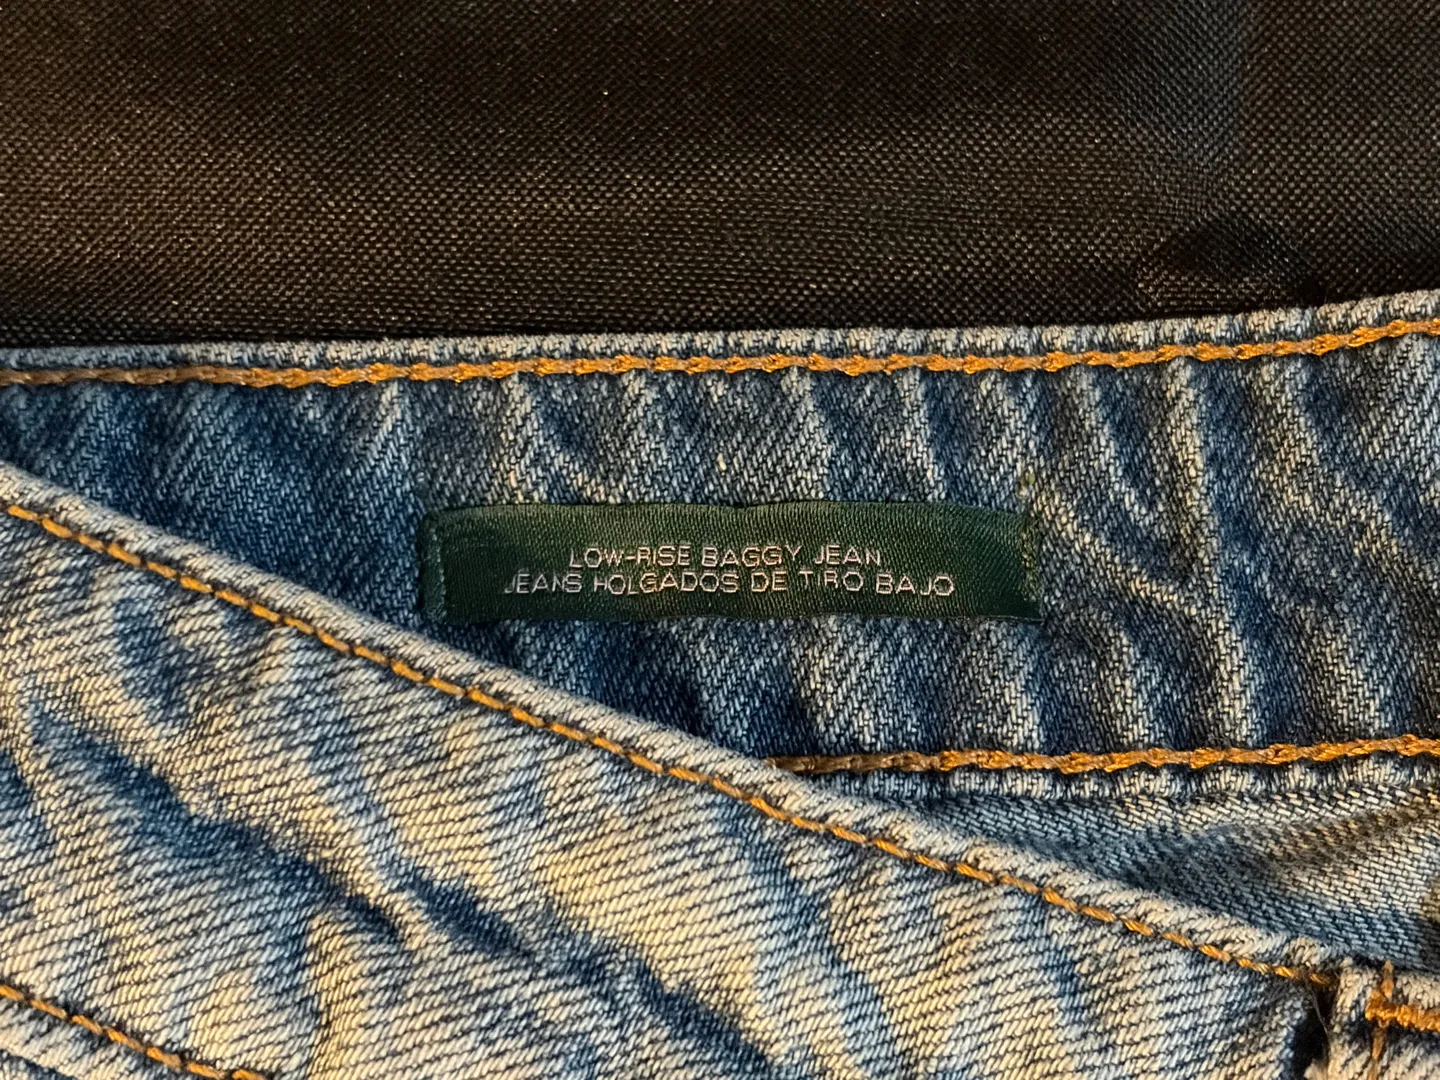 LOW-RISE BAGGY JEAN
JEANS HOLGADOS DE TIRO BAJO